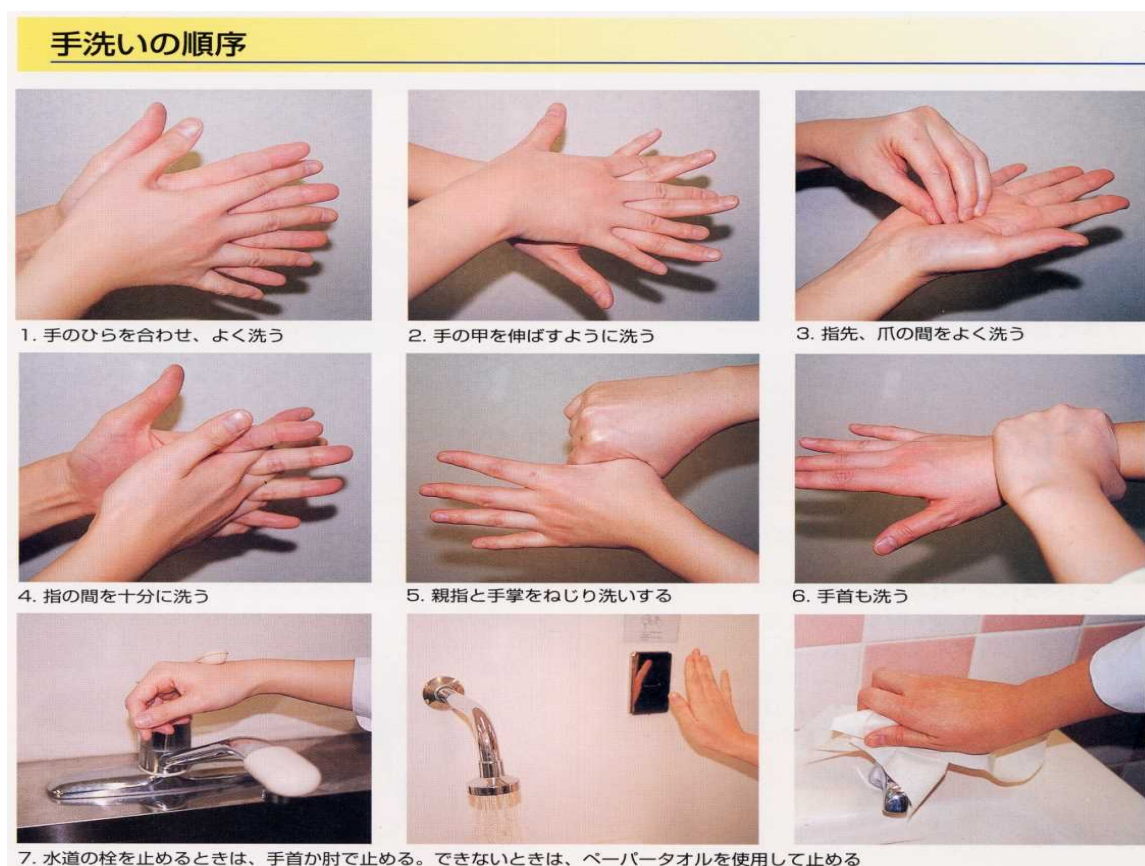 手洗いの順序
1. 手のひらを合わせ、よく洗う
2. 手の甲を伸ばすように洗う
3. 指先、爪の間をよく洗う
4. 指の間を十分に洗う
5. 親指と手掌をねじり洗いする
6. 手首も洗う
7. 水道の栓を止めるときは、手首か肘で止める。できないときは、ペーパータオルを使用して止める